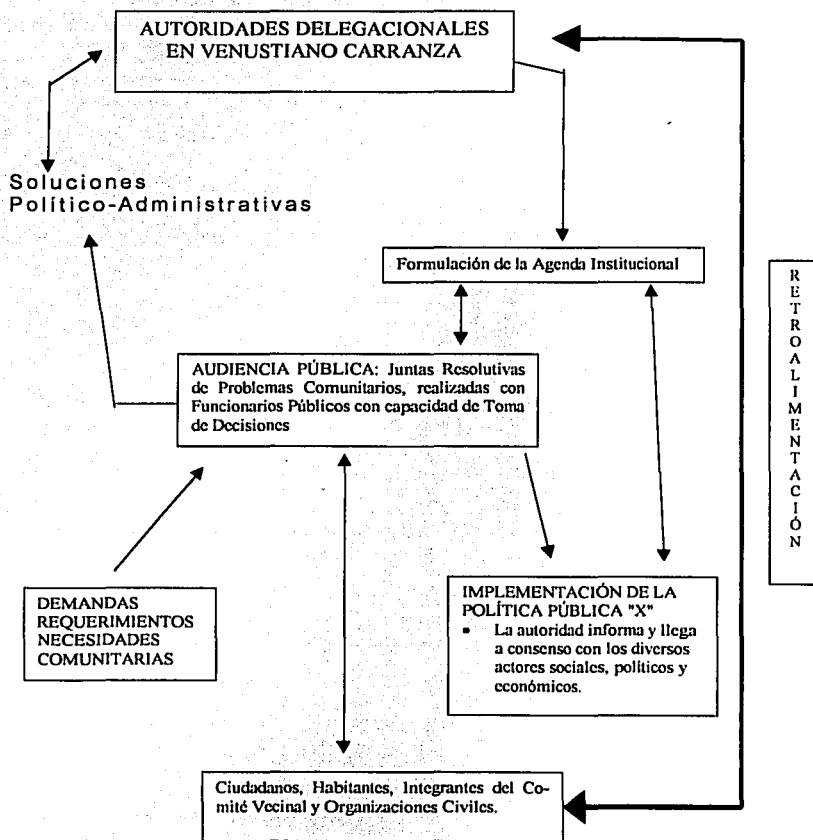 AUTORIDADES DELEGACIONALES
EN VENUSTIANO CARRANZA
Soluciones
Político-Administrativas
Formulación de la Agenda Institucional
RETROALIMENTACIÓN
AUDIENCIA PÚBLICA: Juntas Resolutivas
de Problemas Comunitarios, realizadas con
Funcionarios Públicos con capacidad de Toma
de Decisiones
DEMANDAS
REQUERIMIENTOS
NECESIDADES
COMUNITARIAS
IMPLEMENTACIÓN DE LA
POLÍTICA PÚBLICA "X"
▪ La autoridad informa y llega
a consenso con los diversos
actores sociales, políticos y
económicos.
Ciudadanos, Habitantes, Integrantes del Co-
mité Vecinal y Organizaciones Civiles.